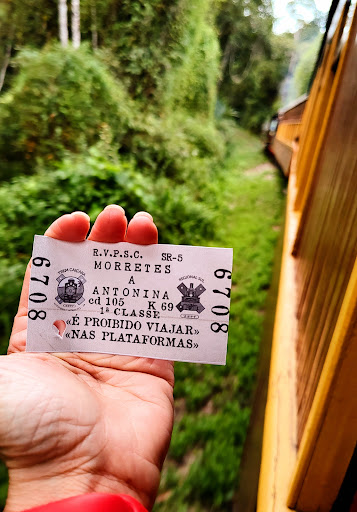 R.V.P.S.C. SR-5
MORRETES
A
ANTONINA
cd 105 K 69
1ª CLASSE
«É PROIBIDO VIAJAR»
«NAS PLATAFORMAS»
6708
6708